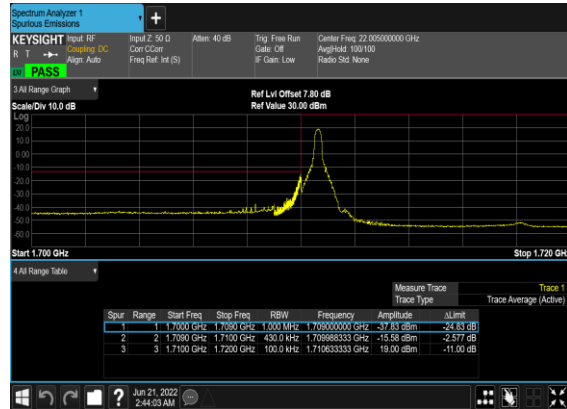 Spectrum Analyzer 1
Spurious Emissions
+
KEYSIGHT Input: RF Input Z: 50 Ω Atten: 40 dB Trig: Free Run Center Freq: 22.005000000 GHz
R T Coupling: DC Corr CCorr Gate: Off Avg|Hold: 100/100
Align: Auto Freq Ref: Int (S) IF Gain: Low Radio Std: None
PASS
3 All Range Graph
Ref Lvl Offset 7.80 dB
Scale/Div 10.0 dB Ref Value 30.00 dBm
Log
20.0
10.0
0.00
-10.0
-20.0
-30.0
-40.0
-50.0
-60.0
Start 1.700 GHz Stop 1.720 GH
4 All Range Table
Measure Trace Trace 1
Trace Type Trace Average (Active)
Spur Range Start Freq Stop Freq RBW Frequency Amplitude ΔLimit
1 1 1.7000 GHz 1.7090 GHz 1.000 MHz 1.709000000 GHz -37.83 dBm -24.83 dB
2 2 1.7090 GHz 1.7100 GHz 430.0 kHz 1.709988333 GHz -15.58 dBm -2.577 dB
3 3 1.7100 GHz 1.7200 GHz 100.0 kHz 1.710633333 GHz 19.00 dBm -11.00 dB
? Jun 21, 2022
2:44:03 AM